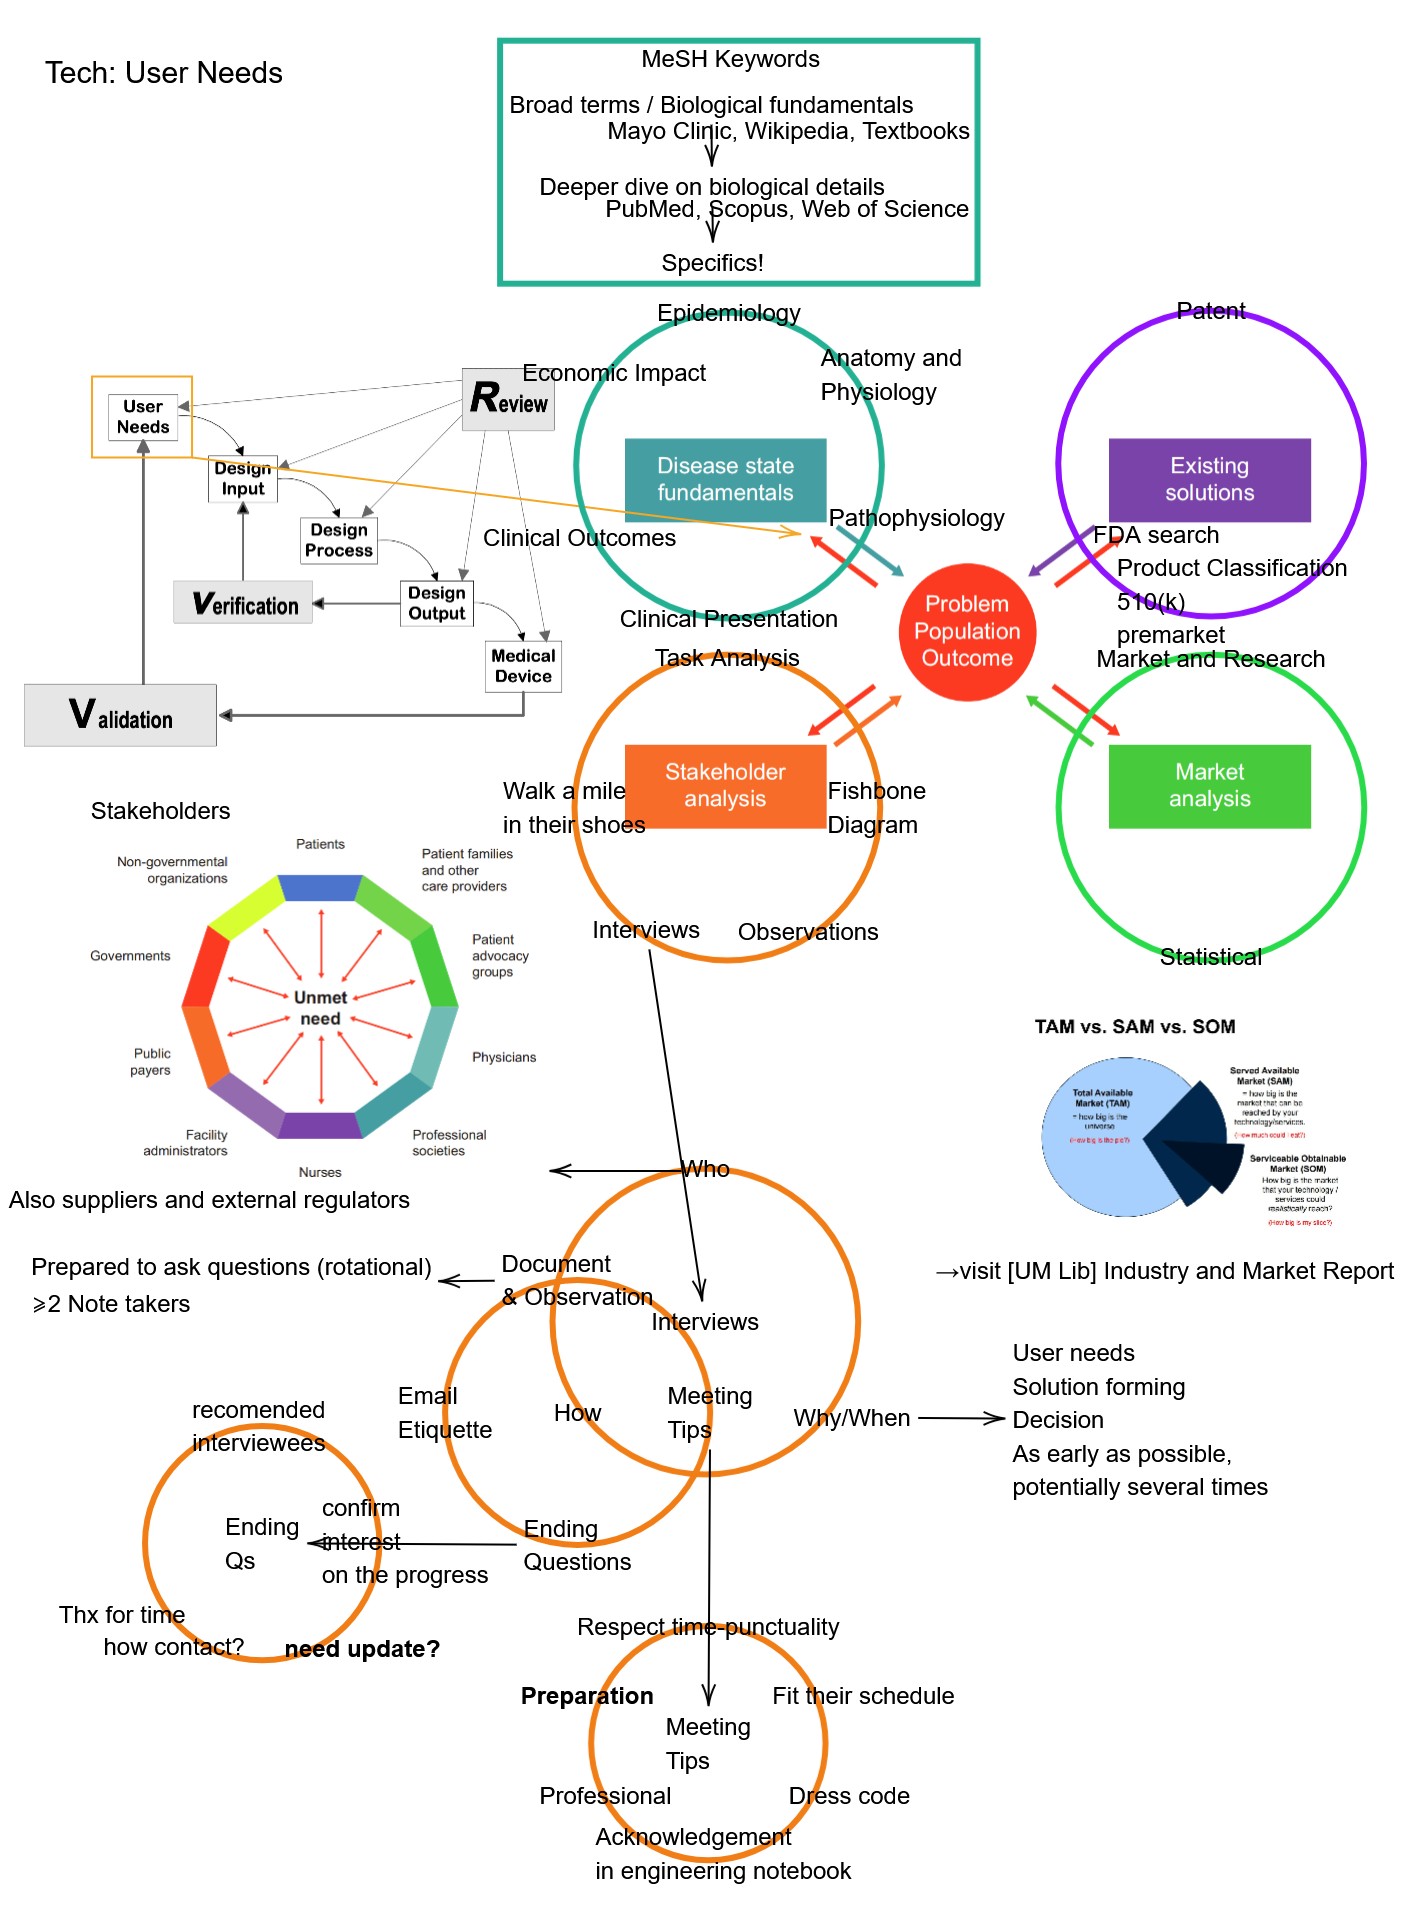 Tech: User Needs
MeSH Keywords
Broad terms / Biological fundamentals
Mayo Clinic, Wikipedia, Textbooks
Deeper dive on biological details
PubMed, Scopus, Web of Science
Specifics!
Review
User
Needs
Design
Input
Design
Process
Design
Output
Medical
Device
Verification
Validation
Epidemiology
Economic Impact
Anatomy and
Physiology
Disease state
fundamentals
Pathophysiology
Clinical Outcomes
Clinical Presentation
Patent
Existing
solutions
FDA search
Product Classification
510(k)
premarket
Problem
Population
Outcome
Task Analysis
Stakeholder
analysis
Walk a mile
in their shoes
Fishbone
Diagram
Interviews
Observations
Market and Research
Market
analysis
Statistical
Stakeholders
Patients
Patient families
and other
care providers
Patient
advocacy
groups
Physicians
Professional
societies
Nurses
Facility
administrators
Public
payers
Governments
Non-governmental
organizations
Unmet
need
Also suppliers and external regulators
TAM vs. SAM vs. SOM
Total Available
Market (TAM)
= how big is the
universe
(How big is the pie?)
Served Available
Market (SAM)
= how big is the
market that can be
reached by your
technology/services.
(How much could I eat?)
Serviceable Obtainable
Market (SOM)
How big is the market
that your technology /
services could
realistically reach?
(How big is my slice?)
→visit [UM Lib] Industry and Market Report
Who
Document
& Observation
Prepared to ask questions (rotational)
⩾2 Note takers
Interviews
Email
Etiquette
How
Meeting
Tips
Why/When
User needs
Solution forming
Decision
As early as possible,
potentially several times
Ending
Questions
recomended
interviewees
Ending
Qs
confirm
interest
on the progress
Thx for time
how contact?
need update?
Respect time-punctuality
Preparation
Fit their schedule
Meeting
Tips
Professional
Dress code
Acknowledgement
in engineering notebook